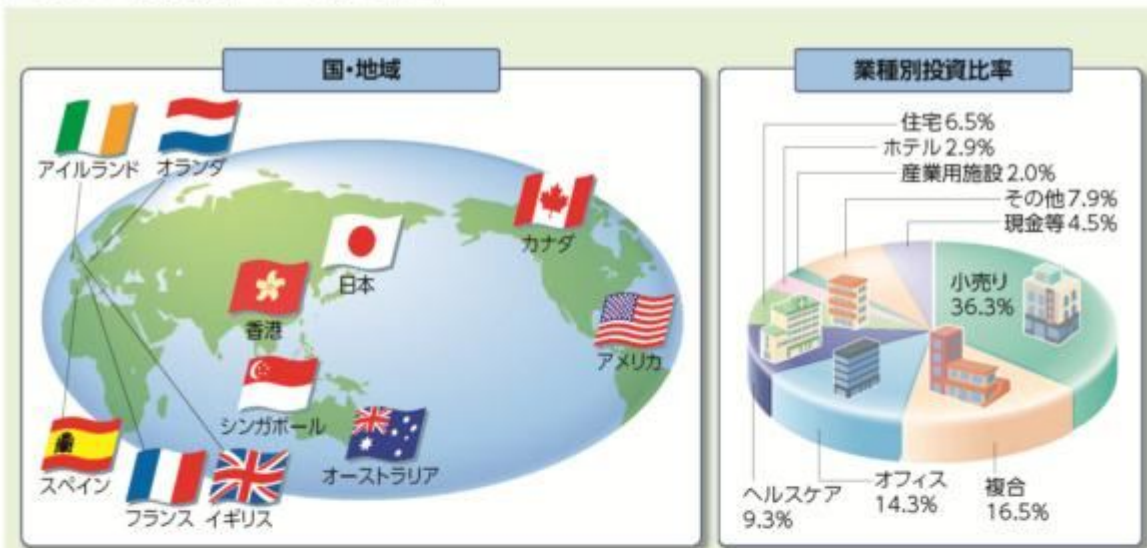 国・地域
アイルランド
オランダ
カナダ
日本
香港
アメリカ
シンガポール
オーストラリア
スペイン
フランス
イギリス
業種別投資比率
住宅6.5%
ホテル2.9%
産業用施設2.0%
その他7.9%
現金等4.5%
小売り
36.3%
ヘルスケア
9.3%
オフィス
14.3%
複合
16.5%